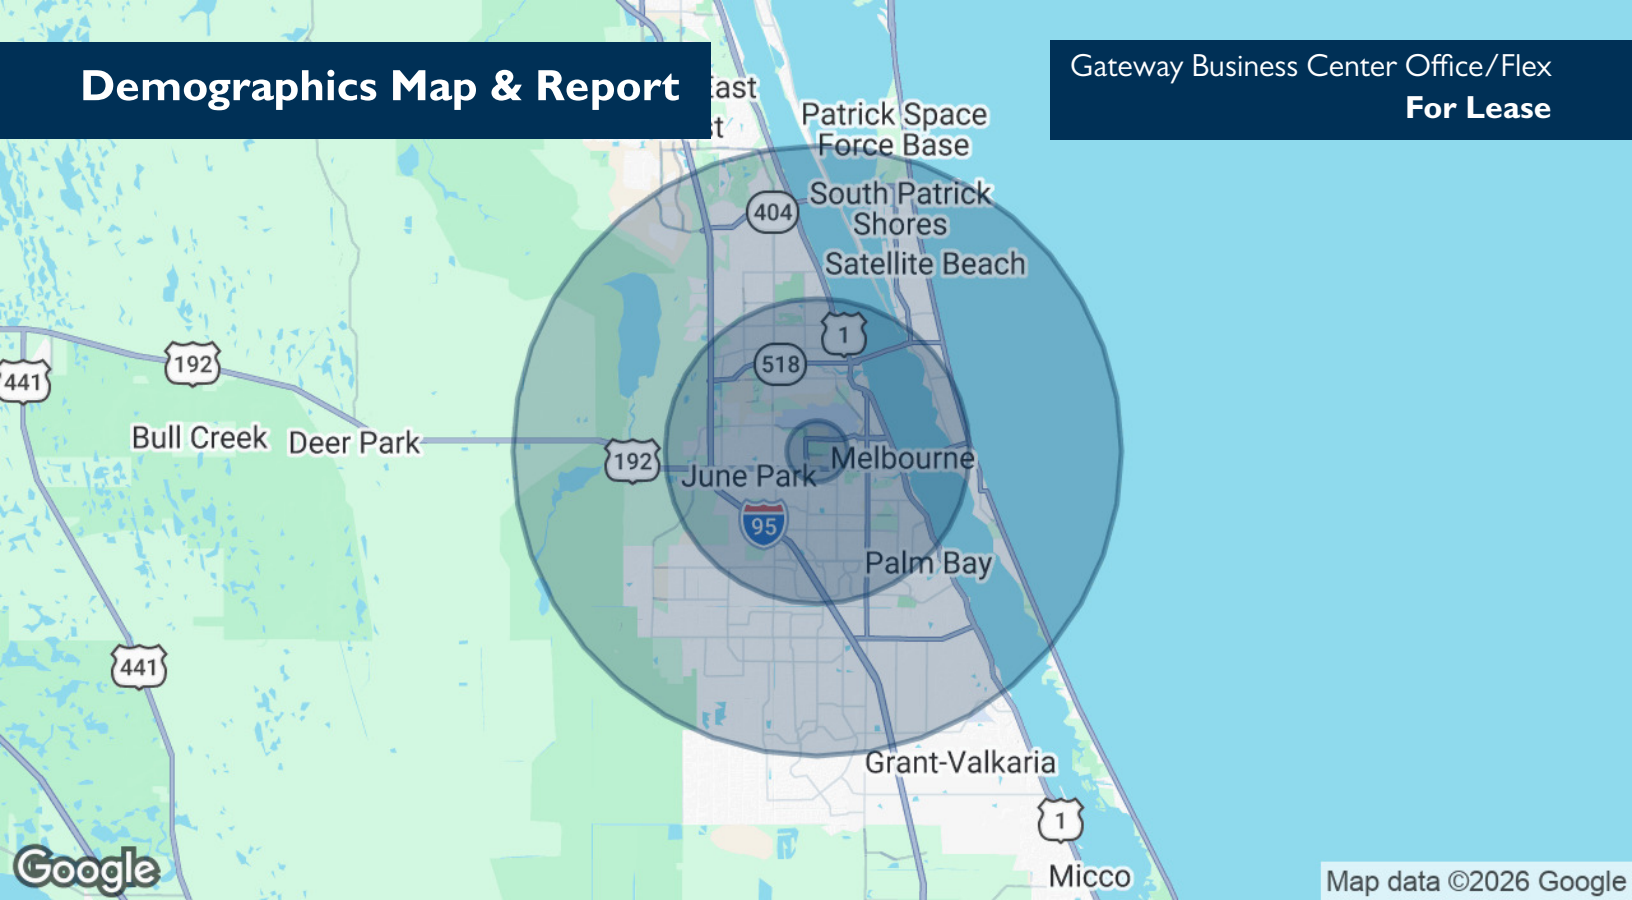 Demographics Map & Report
Gateway Business Center Office/Flex
For Lease
East
st
Patrick Space
Force Base
404
South Patrick
Shores
Satellite Beach
1
518
192
441
Bull Creek
Deer Park
192
June Park
Melbourne
95
Palm Bay
441
Grant-Valkaria
1
Micco
Google
Map data ©2026 Google